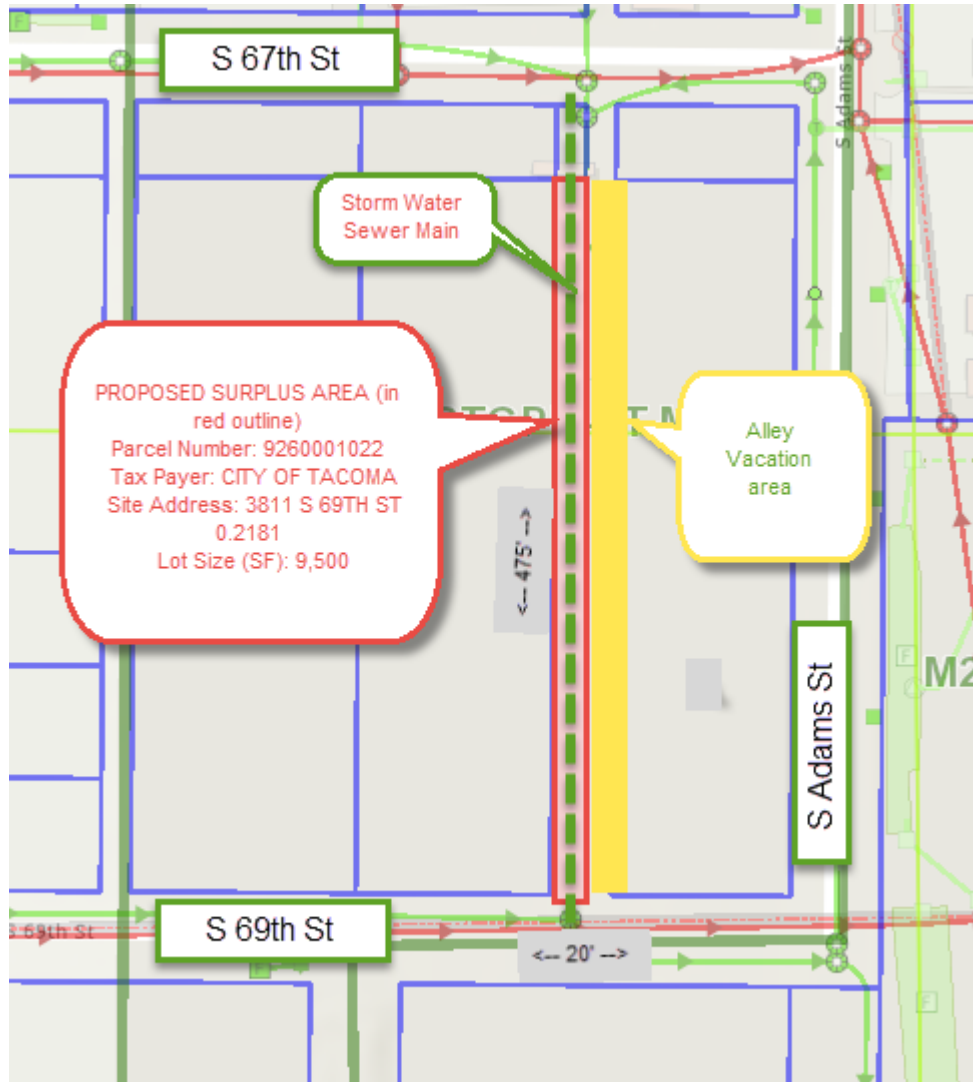 S 67th St
S Adams St
Storm Water
Sewer Main
PROPOSED SURPLUS AREA (in
red outline)
Parcel Number: 9260001022
Tax Payer: CITY OF TACOMA
Site Address: 3811 S 69TH ST
0.2181
Lot Size (SF): 9,500
Alley
Vacation
area
<-- 475' -->
M2
S Adams St
S 69th St
S 69th St
<-- 20' -->
F
F
F
F